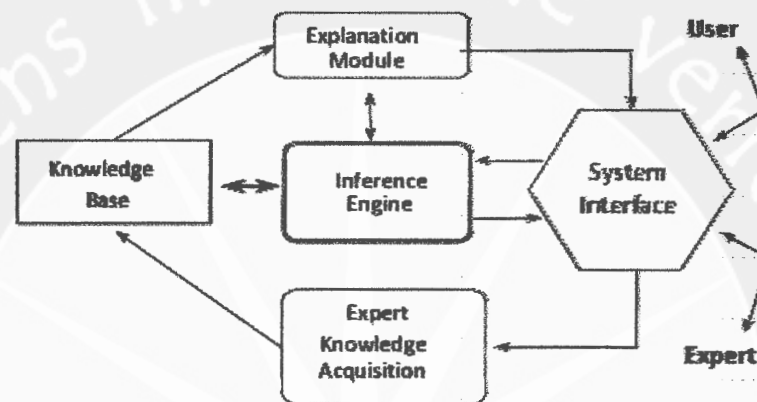 Explanation
Module
User
Knowledge
Base
Inference
Engine
System
Interface
Expert
Knowledge
Acquisition
Expert